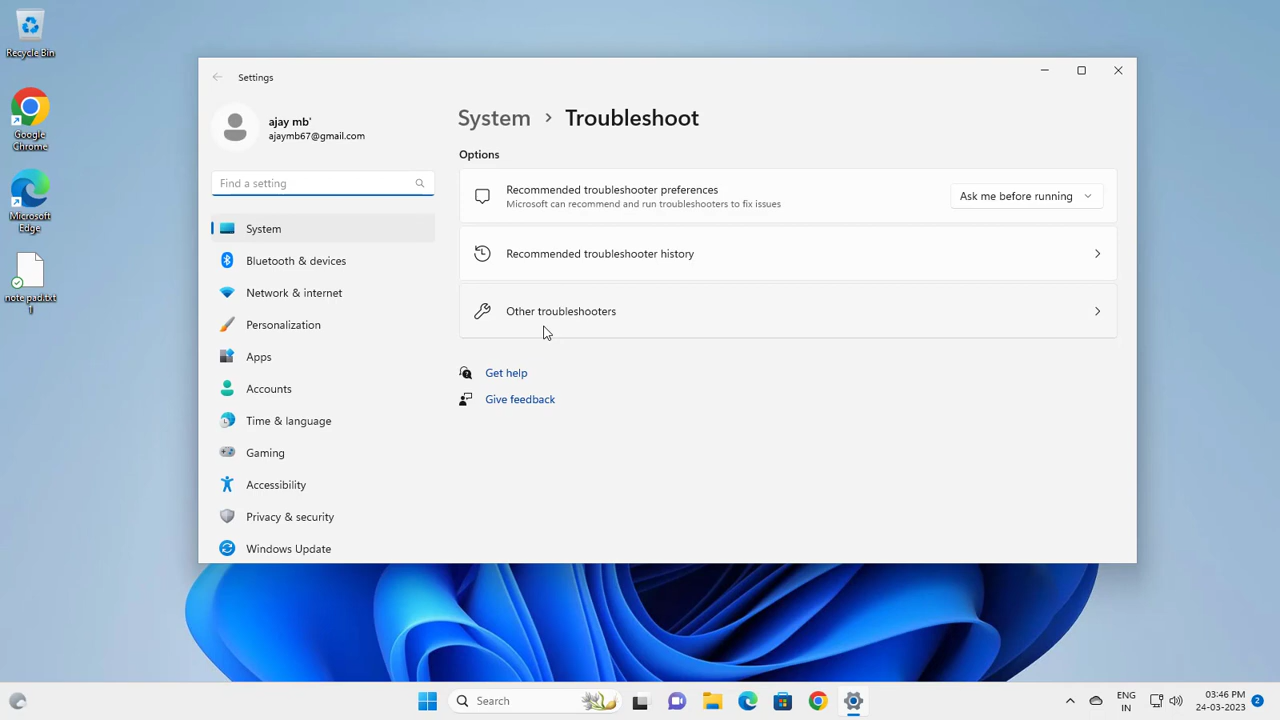 Recycle Bin
Google
Chrome
Microsoft
Edge
note pad.txt
1
Settings
ajay mb'
ajaymb67@gmail.com
Find a setting
System
Bluetooth & devices
Network & internet
Personalization
Apps
Accounts
Time & language
Gaming
Accessibility
Privacy & security
Windows Update
System > Troubleshoot
Options
Recommended troubleshooter preferences
Microsoft can recommend and run troubleshooters to fix issues
Ask me before running
Recommended troubleshooter history
Other troubleshooters
Get help
Give feedback
Search
ENG
IN
03:46 PM
24-03-2023
2